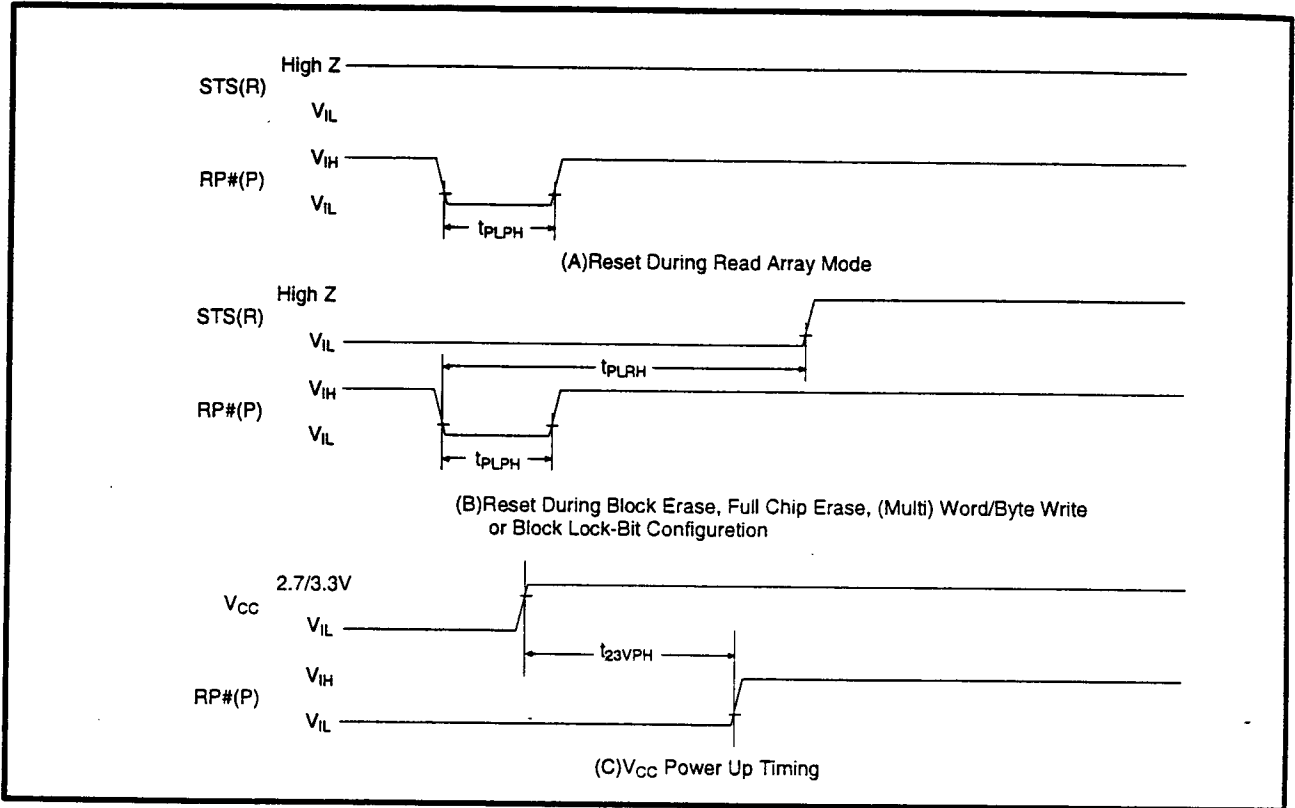 High Z
STS(R)
VIL
VIH
RP#(P)
VIL
tPLPH
(A)Reset During Read Array Mode
High Z
STS(R)
VIL
tPLRH
VIH
RP#(P)
VIL
tPLPH
(B)Reset During Block Erase, Full Chip Erase, (Multi) Word/Byte Write
or Block Lock-Bit Configuretion
2.7/3.3V
VCC
VIL
t23VPH
VIH
RP#(P)
VIL
(C)VCC Power Up Timing